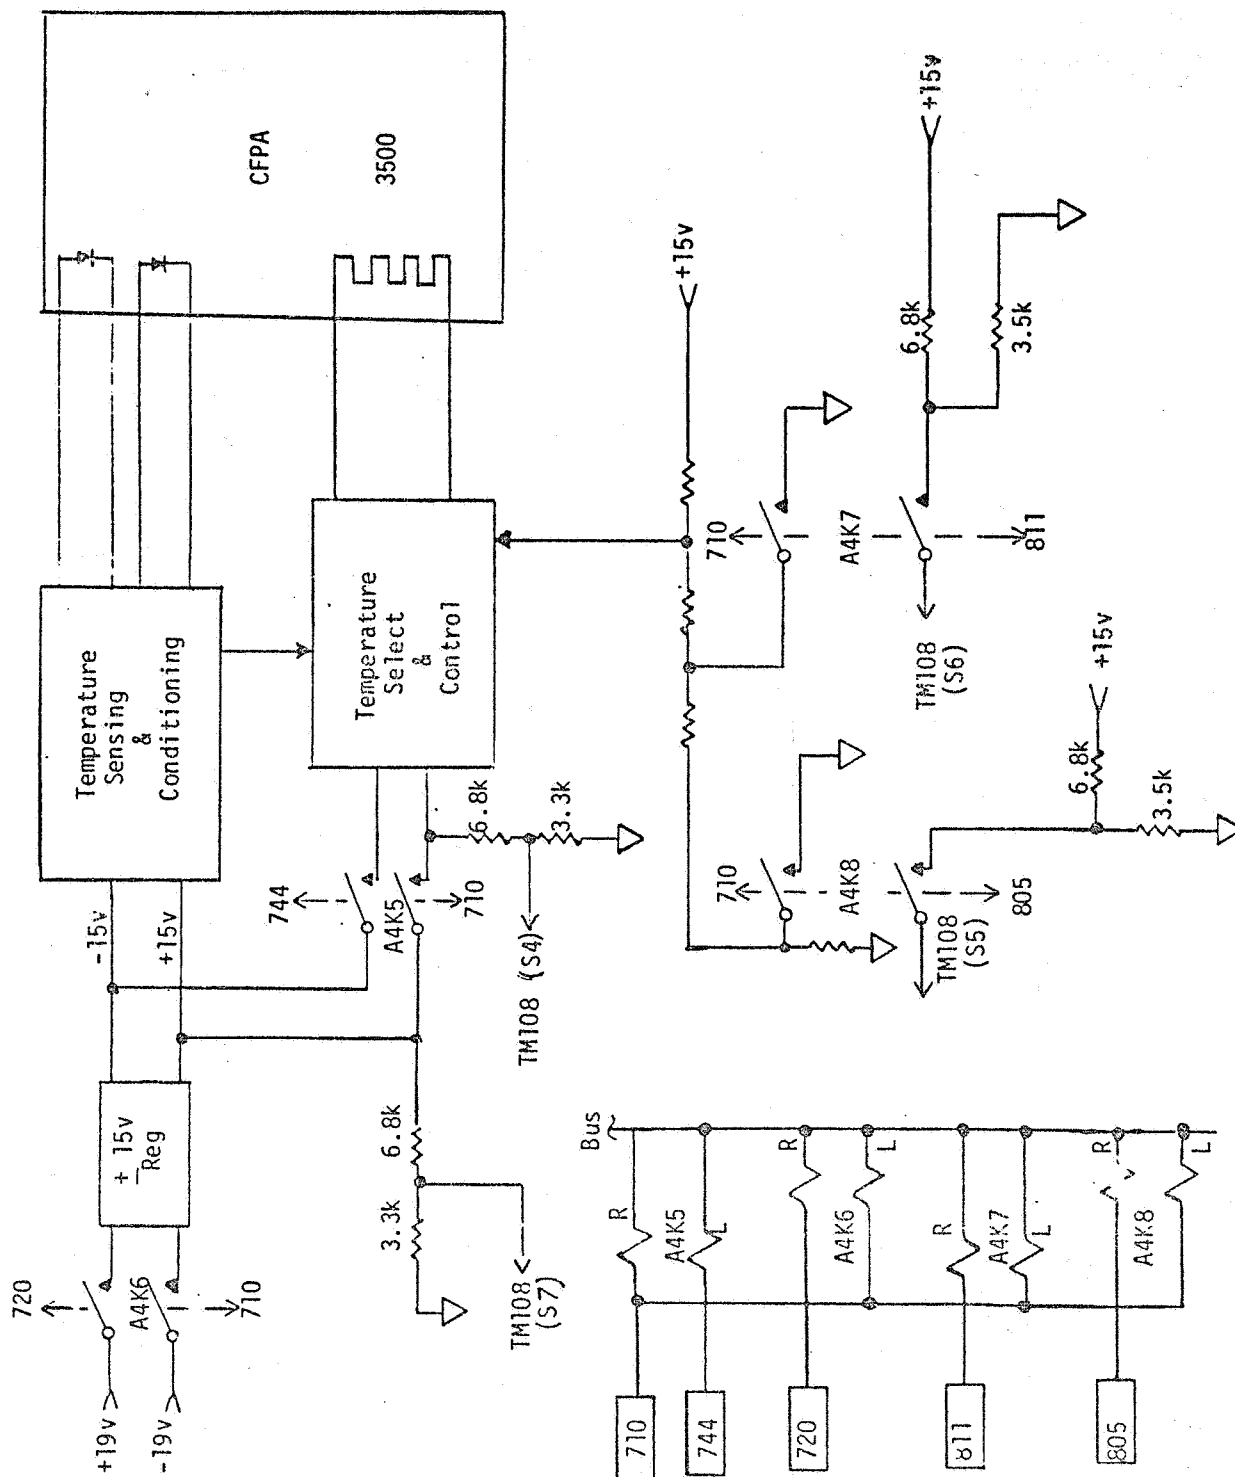 CFPA
3500
Temperature
Sensing
&
Conditioning
Temperature
Select
&
Control
-15v
+15v
+ 15v
Reg
+19v
-19v
720
A4K6
710
744
A4K5
710
6.8k
3.3k
TM108 (S4)
6.8k
3.3k
TM108
(S7)
+15v
710
A4K7
811
TM108
(S6)
6.8k
3.5k
+15v
710
A4K8
805
TM108
(S5)
6.8k
3.5k
+15v
Bus
R
A4K5
L
R
A4K6
L
R
A4K7
L
R
A4K8
L
710
744
720
811
805